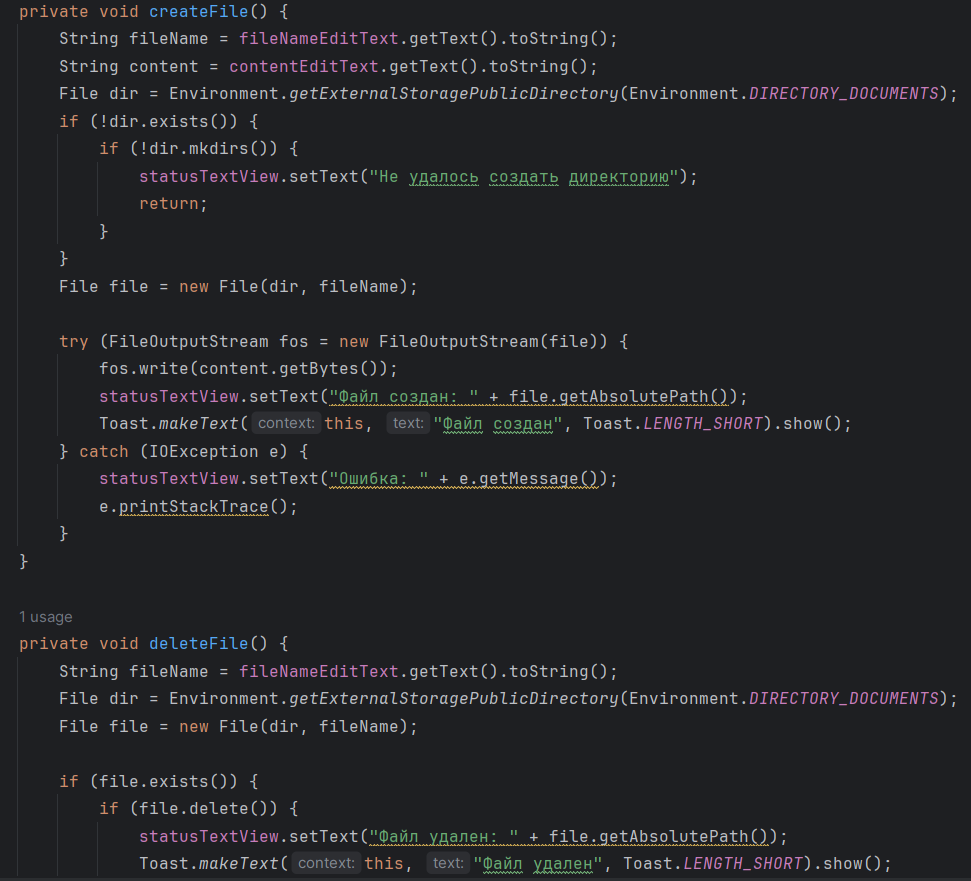 private void createFile() {
    String fileName = fileNameEditText.getText().toString();
    String content = contentEditText.getText().toString();
    File dir = Environment.getExternalStoragePublicDirectory(Environment.DIRECTORY_DOCUMENTS);
    if (!dir.exists()) {
        if (!dir.mkdirs()) {
            statusTextView.setText("Не удалось создать директорию");
            return;
        }
    }
    File file = new File(dir, fileName);

    try (FileOutputStream fos = new FileOutputStream(file)) {
        fos.write(content.getBytes());
        statusTextView.setText("Файл создан: " + file.getAbsolutePath());
        Toast.makeText( context: this, text: "Файл создан", Toast.LENGTH_SHORT).show();
    } catch (IOException e) {
        statusTextView.setText("Ошибка: " + e.getMessage());
        e.printStackTrace();
    }
}

1 usage
private void deleteFile() {
    String fileName = fileNameEditText.getText().toString();
    File dir = Environment.getExternalStoragePublicDirectory(Environment.DIRECTORY_DOCUMENTS);
    File file = new File(dir, fileName);

    if (file.exists()) {
        if (file.delete()) {
            statusTextView.setText("Файл удален: " + file.getAbsolutePath());
            Toast.makeText( context: this, text: "Файл удален", Toast.LENGTH_SHORT).show();